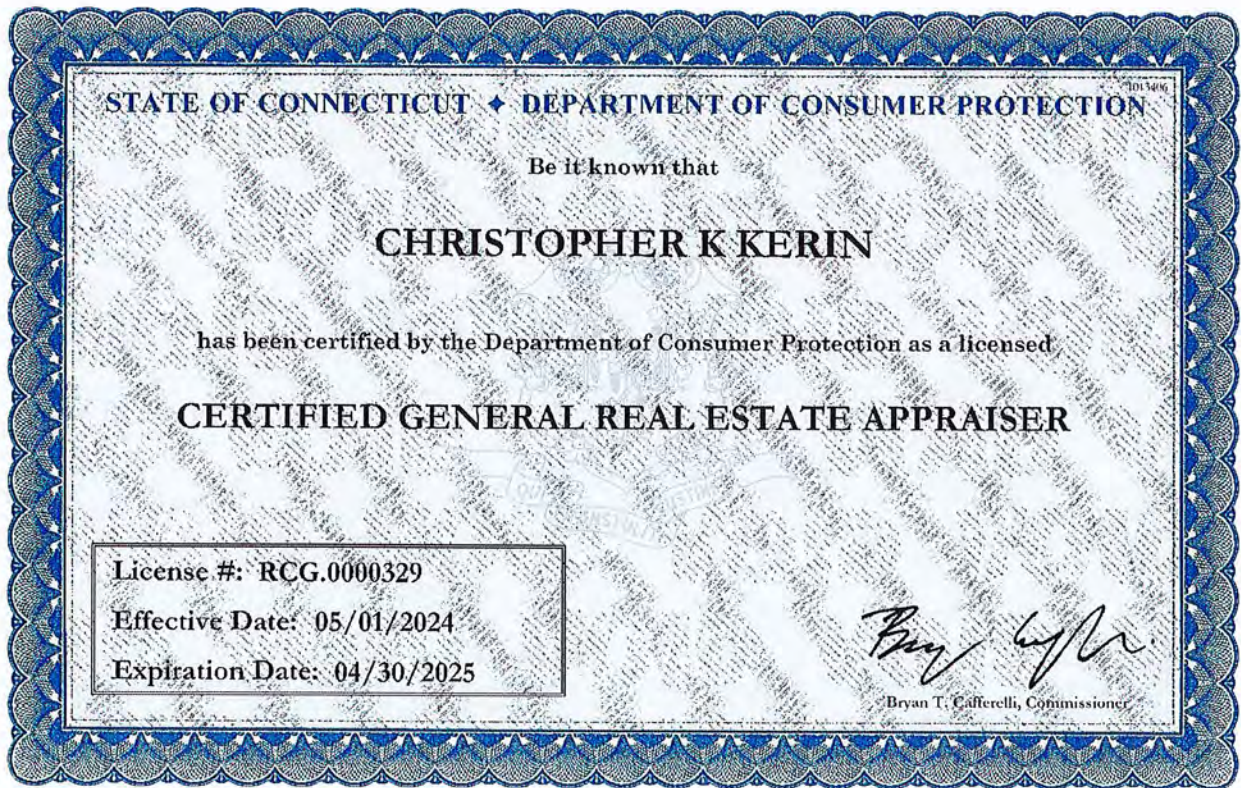 1013406
STATE OF CONNECTICUT ✦ DEPARTMENT OF CONSUMER PROTECTION
Be it known that
CHRISTOPHER K KERIN
has been certified by the Department of Consumer Protection as a licensed
CERTIFIED GENERAL REAL ESTATE APPRAISER
License #: RCG.0000329
Effective Date: 05/01/2024
Expiration Date: 04/30/2025
Bryan T. Cafferelli, Commissioner